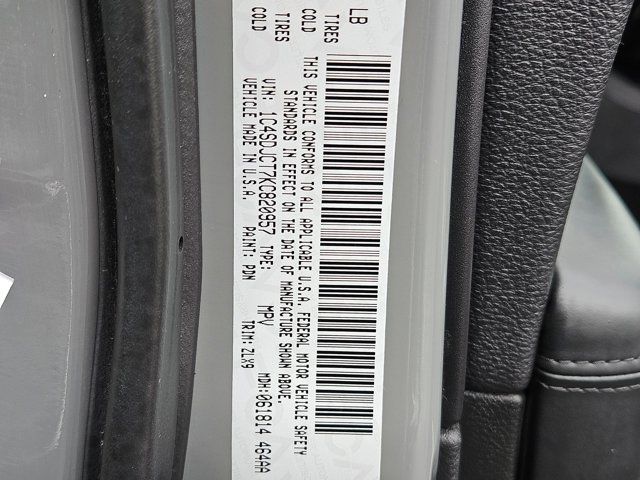 LB
TIRES COLD
TIRES COLD
THIS VEHICLE CONFORMS TO ALL APPLICABLE U.S.A. FEDERAL MOTOR VEHICLE SAFETY
STANDARDS IN EFFECT ON THE DATE OF MANUFACTURE SHOWN ABOVE.
VIN: 1C4SDJCT7KC820957 TYPE: MPV MDH:061814 464AA
VEHICLE MADE IN U.S.A. PAINT: PDN TRIM: ZLX9